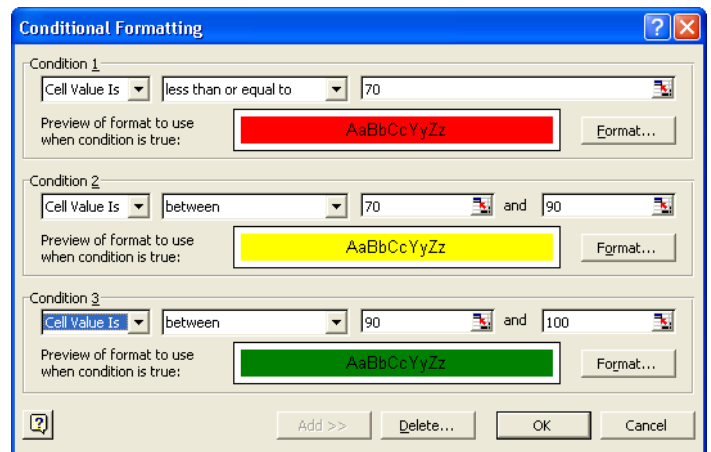 Conditional Formatting
Condition 1
Cell Value Is less than or equal to 70
Preview of format to use
when condition is true:
AaBbCcYyZz
Format...
Condition 2
Cell Value Is between 70 and 90
Preview of format to use
when condition is true:
AaBbCcYyZz
Format...
Condition 3
Cell Value Is between 90 and 100
Preview of format to use
when condition is true:
AaBbCcYyZz
Format...
Add >> Delete... OK Cancel